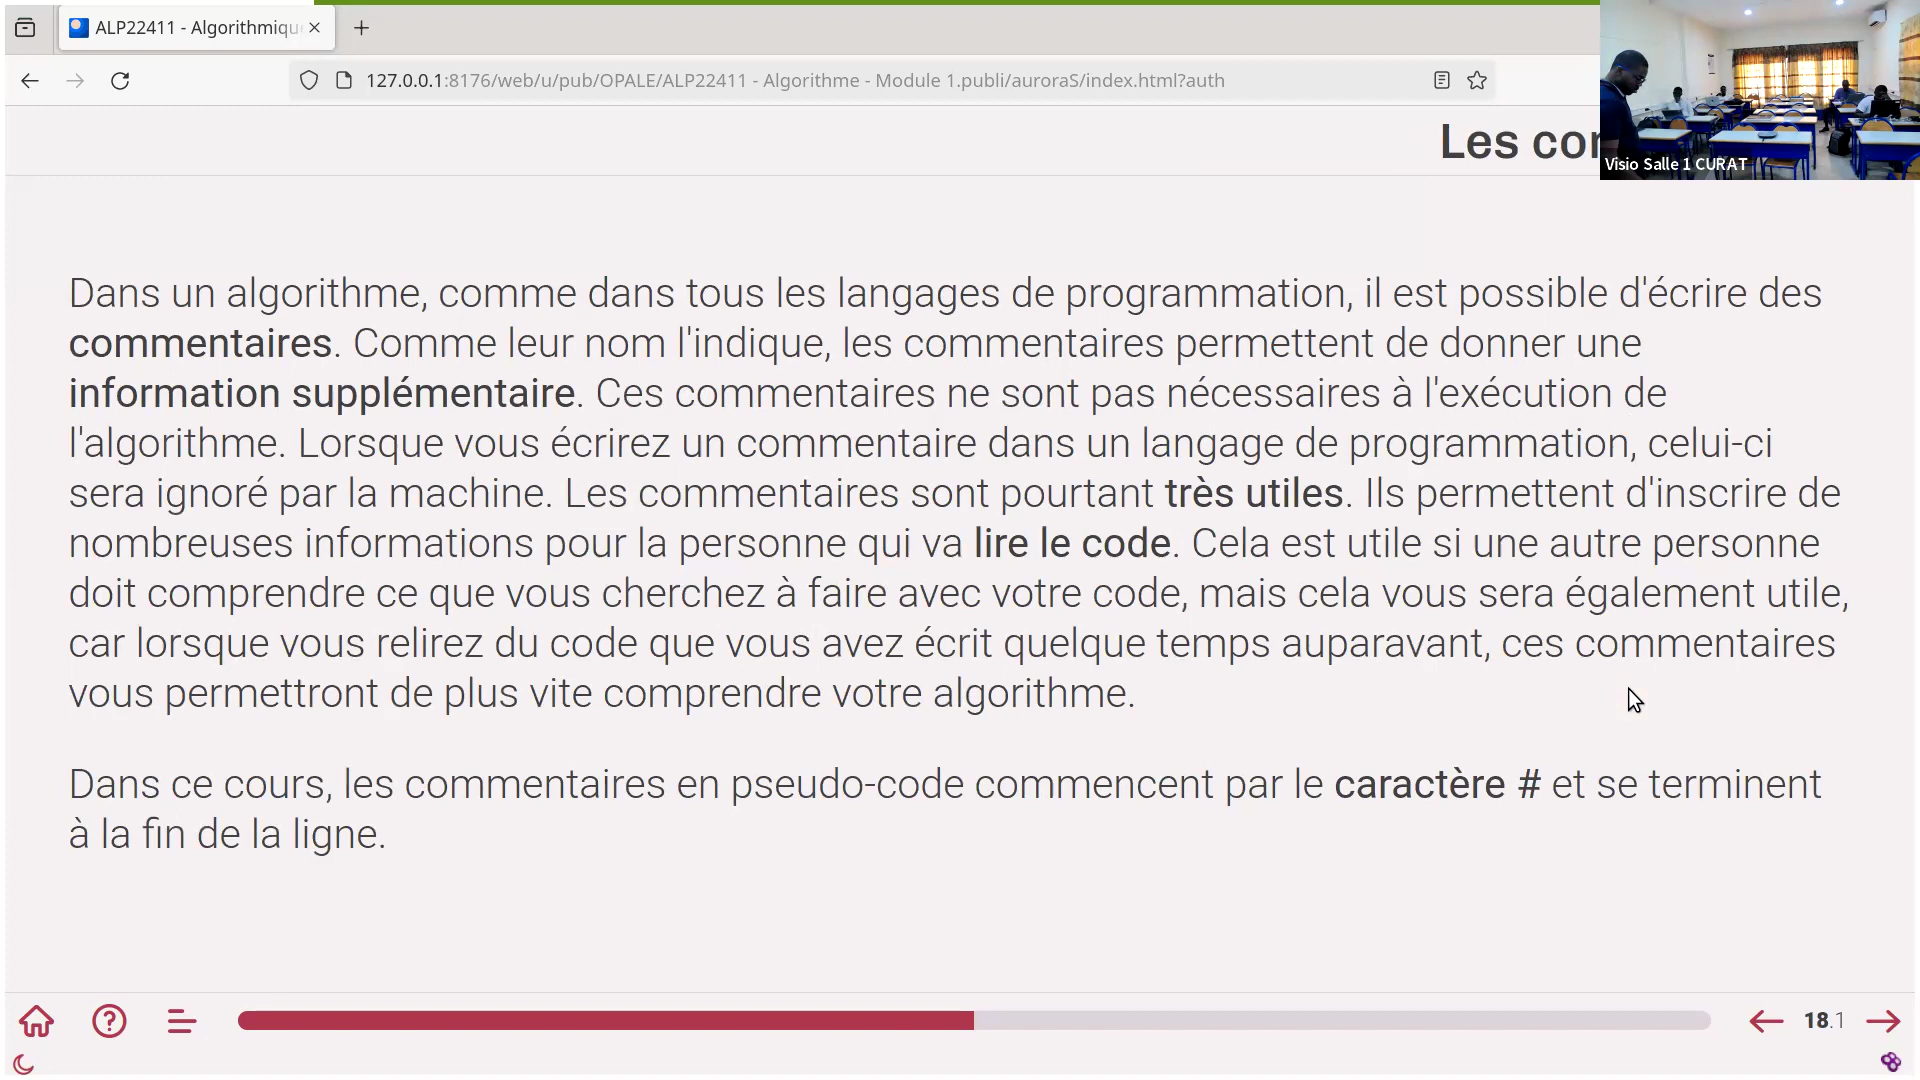 ALP22411 - Algorithmiqu
127.0.0.1:8176/web/u/pub/OPALE/ALP22411 - Algorithme - Module 1.publi/auroraS/index.html?auth
Les con
Visio Salle 1 CURAT
Dans un algorithme, comme dans tous les langages de programmation, il est possible d'écrire des
commentaires. Comme leur nom l'indique, les commentaires permettent de donner une
information supplémentaire. Ces commentaires ne sont pas nécessaires à l'exécution de
l'algorithme. Lorsque vous écrirez un commentaire dans un langage de programmation, celui-ci
sera ignoré par la machine. Les commentaires sont pourtant très utiles. Ils permettent d'inscrire de
nombreuses informations pour la personne qui va lire le code. Cela est utile si une autre personne
doit comprendre ce que vous cherchez à faire avec votre code, mais cela vous sera également utile,
car lorsque vous relirez du code que vous avez écrit quelque temps auparavant, ces commentaires
vous permettront de plus vite comprendre votre algorithme.
Dans ce cours, les commentaires en pseudo-code commencent par le caractère # et se terminent
à la fin de la ligne.
18.1